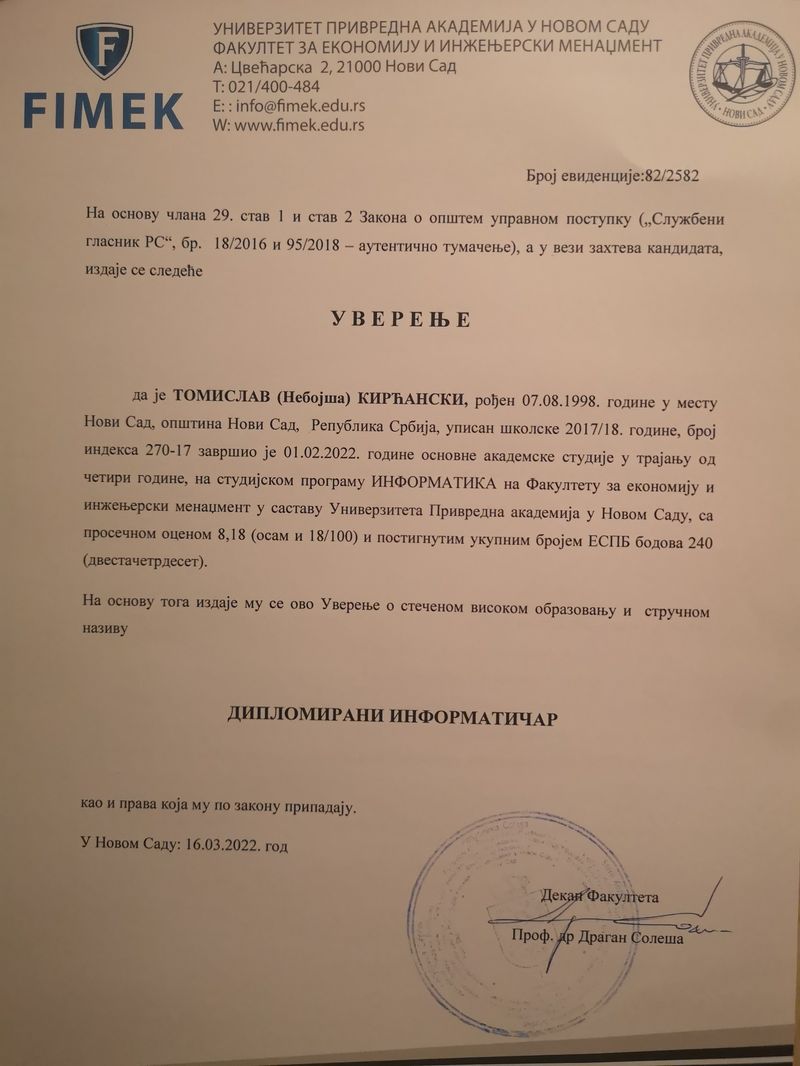 FIMEK
УНИВЕРЗИТЕТ ПРИВРЕДНА АКАДЕМИЈА У НОВОМ САДУ
ФАКУЛТЕТ ЗА ЕКОНОМИЈУ И ИНЖЕЊЕРСКИ МЕНАЏМЕНТ
А: Цвећарска 2, 21000 Нови Сад
Т: 021/400-484
E: : info@fimek.edu.rs
W: www.fimek.edu.rs
УНИВЕРЗИТЕТ ПРИВРЕДНА АКАДЕМИЈА У НОВОМ САДУ • НОВИ САД •
Број евиденције:82/2582
На основу члана 29. став 1 и став 2 Закона о општем управном поступку („Службени
гласник РС“, бр. 18/2016 и 95/2018 – аутентично тумачење), а у вези захтева кандидата,
издаје се следеће
У В Е Р Е Њ Е
да је ТОМИСЛАВ (Небојша) КИРЋАНСКИ, рођен 07.08.1998. године у месту
Нови Сад, општина Нови Сад, Република Србија, уписан школске 2017/18. године, број
индекса 270-17 завршио је 01.02.2022. године основне академске студије у трајању од
четири године, на студијском програму ИНФОРМАТИКА на Факултету за економију и
инжењерски менаџмент у саставу Универзитета Привредна академија у Новом Саду, са
просечном оценом 8,18 (осам и 18/100) и постигнутим укупним бројем ЕСПБ бодова 240
(двестачетрдесет).
На основу тога издаје му се ово Уверење о стеченом високом образовању и стручном
називу
ДИПЛОМИРАНИ ИНФОРМАТИЧАР
као и права која му по закону припадају.
У Новом Саду: 16.03.2022. год
Декан Факултета
Проф. др Драган Солеша